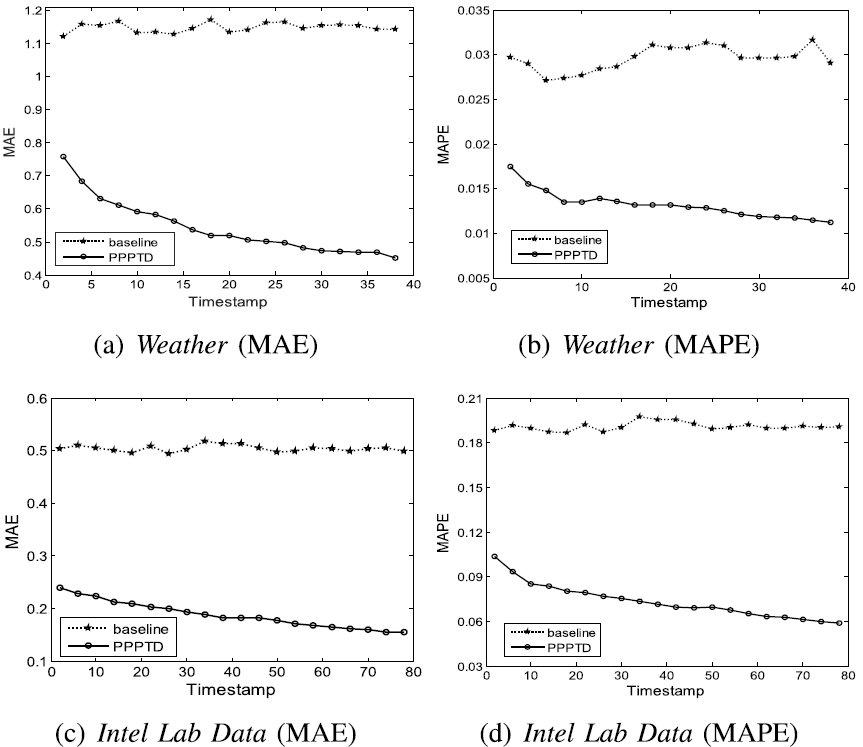 1.2
1.1
1
0.9
0.8
0.7
0.6
0.5
0.4
MAE
baseline
PPPTD
0 5 10 15 20 25 30 35 40
Timestamp
(a) Weather (MAE)
0.035
0.03
0.025
0.02
0.015
0.01
0.005
MAPE
baseline
PPPTD
0 10 20 30 40
Timestamp
(b) Weather (MAPE)
0.6
0.5
0.4
0.3
0.2
0.1
MAE
baseline
PPPTD
0 10 20 30 40 50 60 70 80
Timestamp
(c) Intel Lab Data (MAE)
0.21
0.18
0.15
0.12
0.09
0.06
0.03
MAPE
baseline
PPPTD
0 10 20 30 40 50 60 70 80
Timestamp
(d) Intel Lab Data (MAPE)